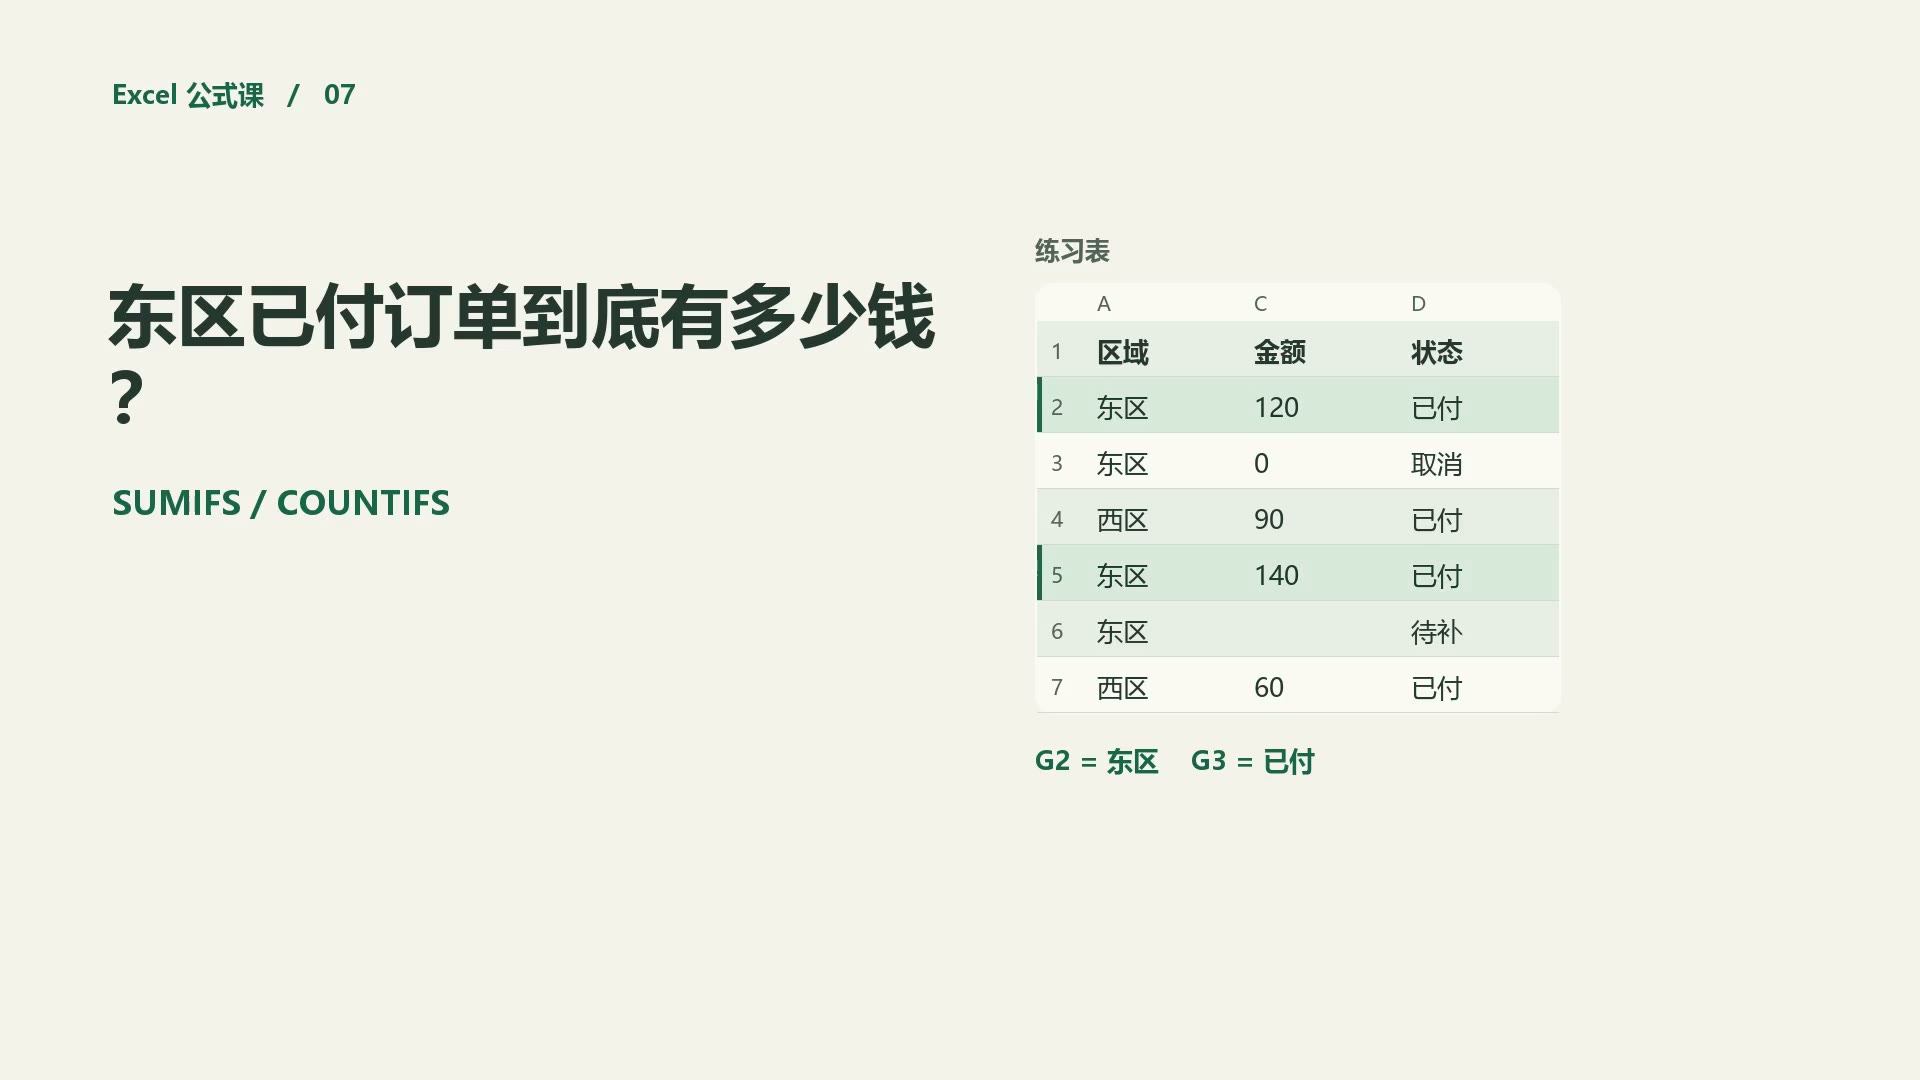 Excel 公式课 / 07
东区已付订单到底有多少钱
？
SUMIFS / COUNTIFS
练习表
A C D
1 区域 金额 状态
2 东区 120 已付
3 东区 0 取消
4 西区 90 已付
5 东区 140 已付
6 东区 待补
7 西区 60 已付
G2 = 东区 G3 = 已付